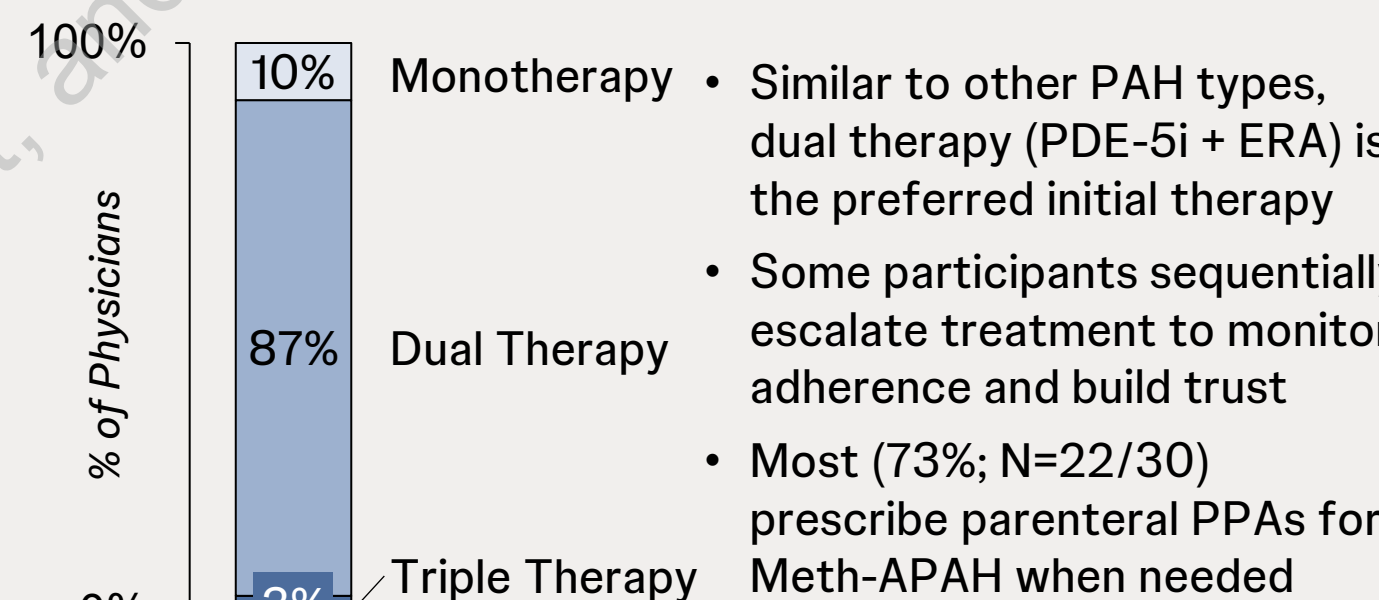 100%
10%
Monotherapy
87%
Dual Therapy
Triple Therapy
% of Physicians
• Similar to other PAH types,
dual therapy (PDE-5i + ERA) is
the preferred initial therapy
• Some participants sequentially
escalate treatment to monitor
adherence and build trust
• Most (73%; N=22/30)
prescribe parenteral PPAs for
Meth-APAH when needed